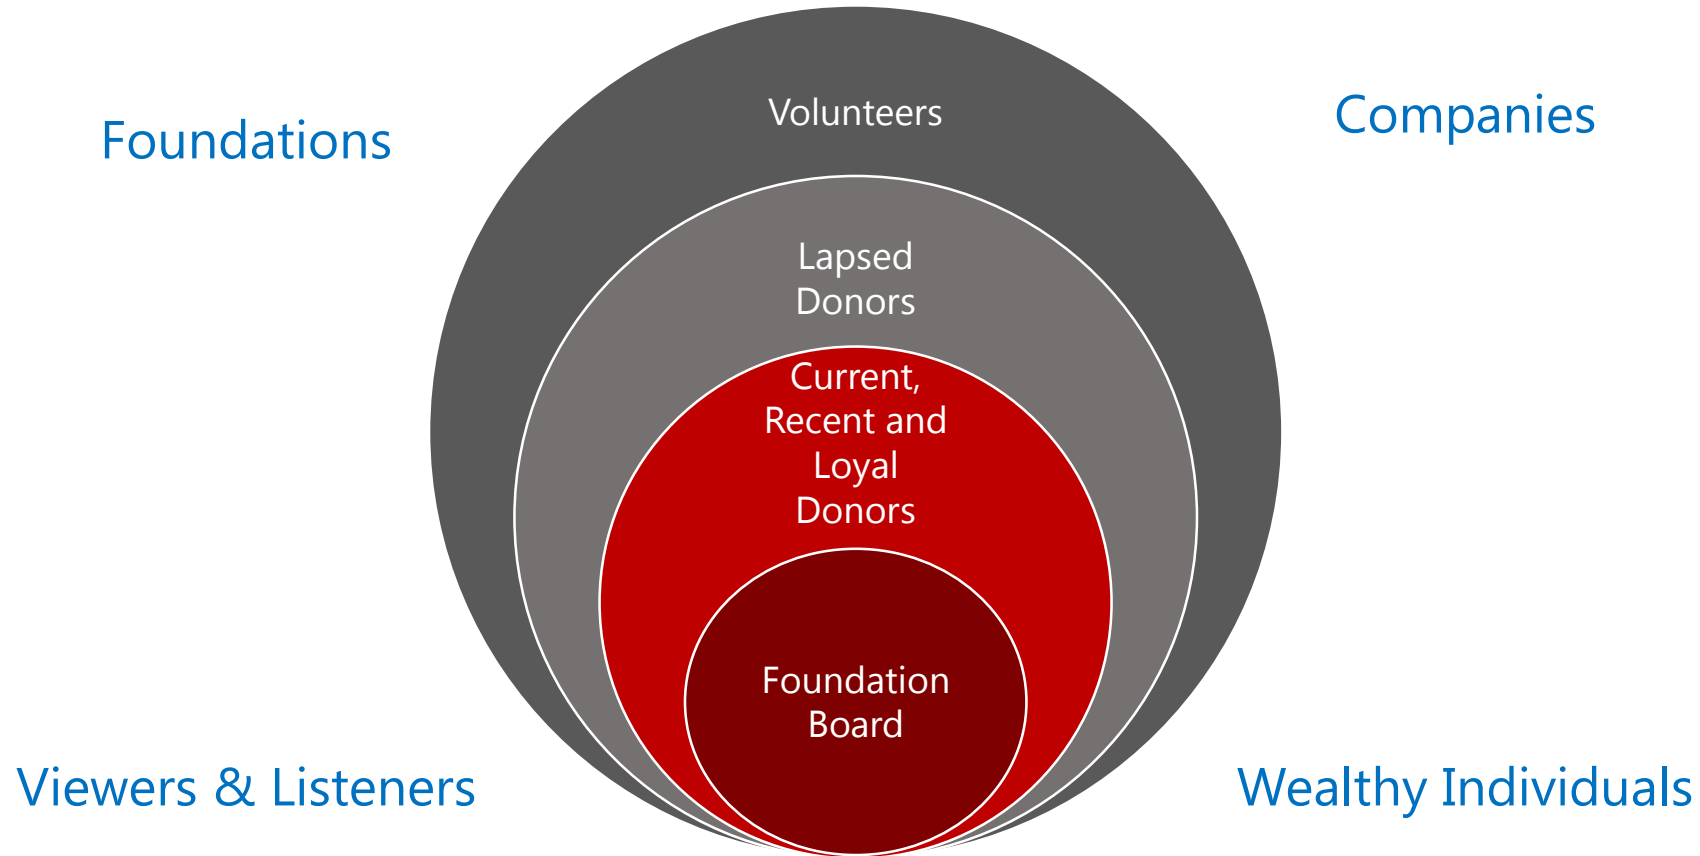 Foundations
Companies
Volunteers
Lapsed
Donors
Current,
Recent and
Loyal
Donors
Foundation
Board
Viewers & Listeners
Wealthy Individuals